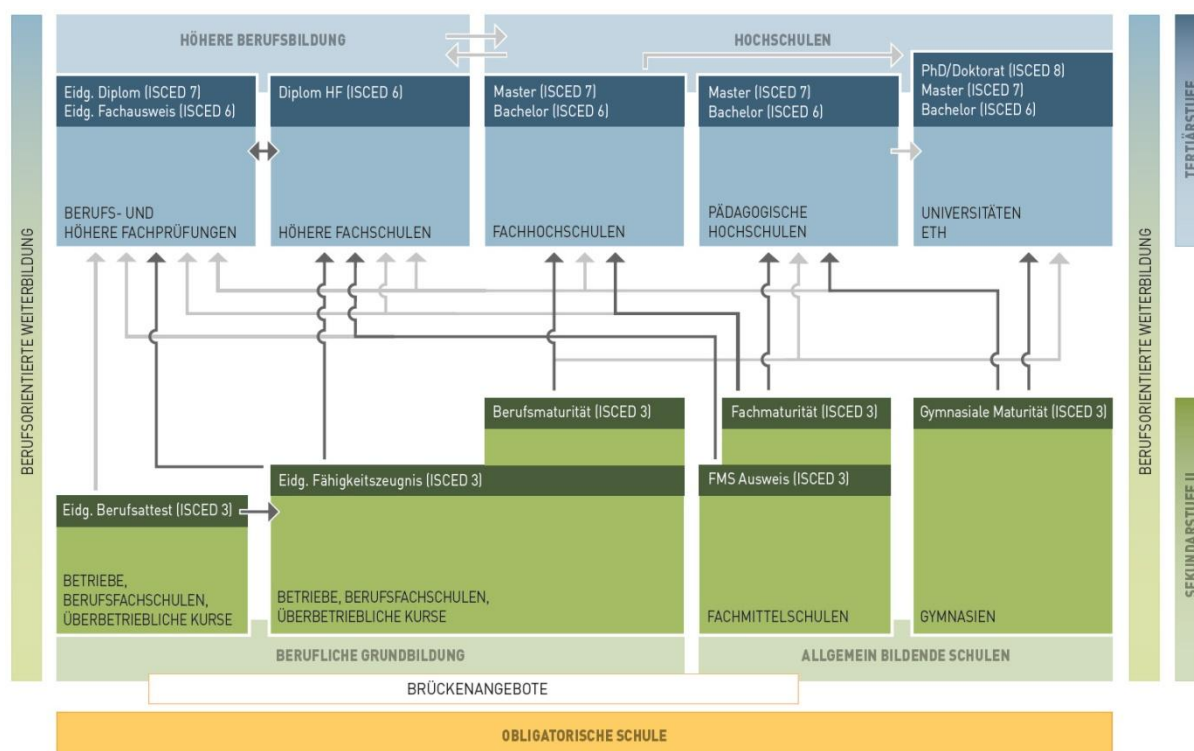 BERUFSORIENTIERTE WEITERBILDUNG
HÖHERE BERUFSBILDUNG
HOCHSCHULEN
Eidg. Diplom (ISCED 7)
Eidg. Fachausweis (ISCED 6)
BERUFS- UND
HÖHERE FACHPRÜFUNGEN
Diplom HF (ISCED 6)
HÖHERE FACHSCHULEN
Master (ISCED 7)
Bachelor (ISCED 6)
FACHHOCHSCHULEN
Master (ISCED 7)
Bachelor (ISCED 6)
PÄDAGOGISCHE
HOCHSCHULEN
PhD/Doktorat (ISCED 8)
Master (ISCED 7)
Bachelor (ISCED 6)
UNIVERSITÄTEN
ETH
BERUFSORIENTIERTE WEITERBILDUNG
TERTIÄRSTUFE
Berufsmaturität (ISCED 3)
Fachmaturität (ISCED 3)
Gymnasiale Maturität (ISCED 3)
Eidg. Fähigkeitszeugnis (ISCED 3)
FMS Ausweis (ISCED 3)
Eidg. Berufsattest (ISCED 3)
BETRIEBE,
BERUFSFACHSCHULEN,
ÜBERBETRIEBLICHE KURSE
BETRIEBE, BERUFSFACHSCHULEN,
ÜBERBETRIEBLICHE KURSE
FACHMITTELSCHULEN
GYMNASIEN
SEKUNDARSTUFE II
BERUFLICHE GRUNDBILDUNG
ALLGEMEIN BILDENDE SCHULEN
BRÜCKENANGEBOTE
OBLIGATORISCHE SCHULE